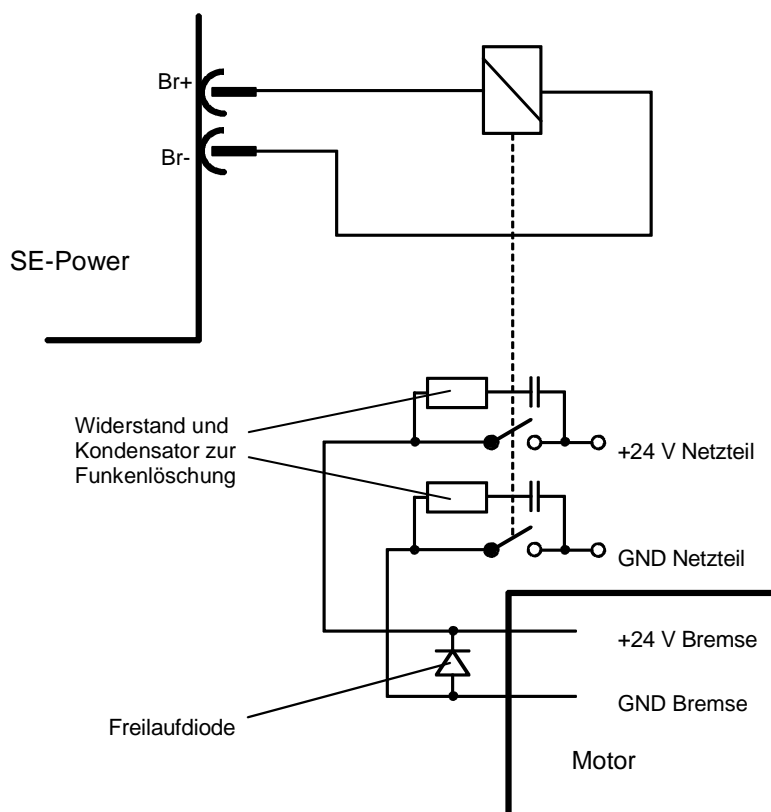 Br+
Br-
SE-Power
Widerstand und
Kondensator zur
Funkenlöschung
+24 V Netzteil
GND Netzteil
+24 V Bremse
GND Bremse
Freilaufdiode
Motor